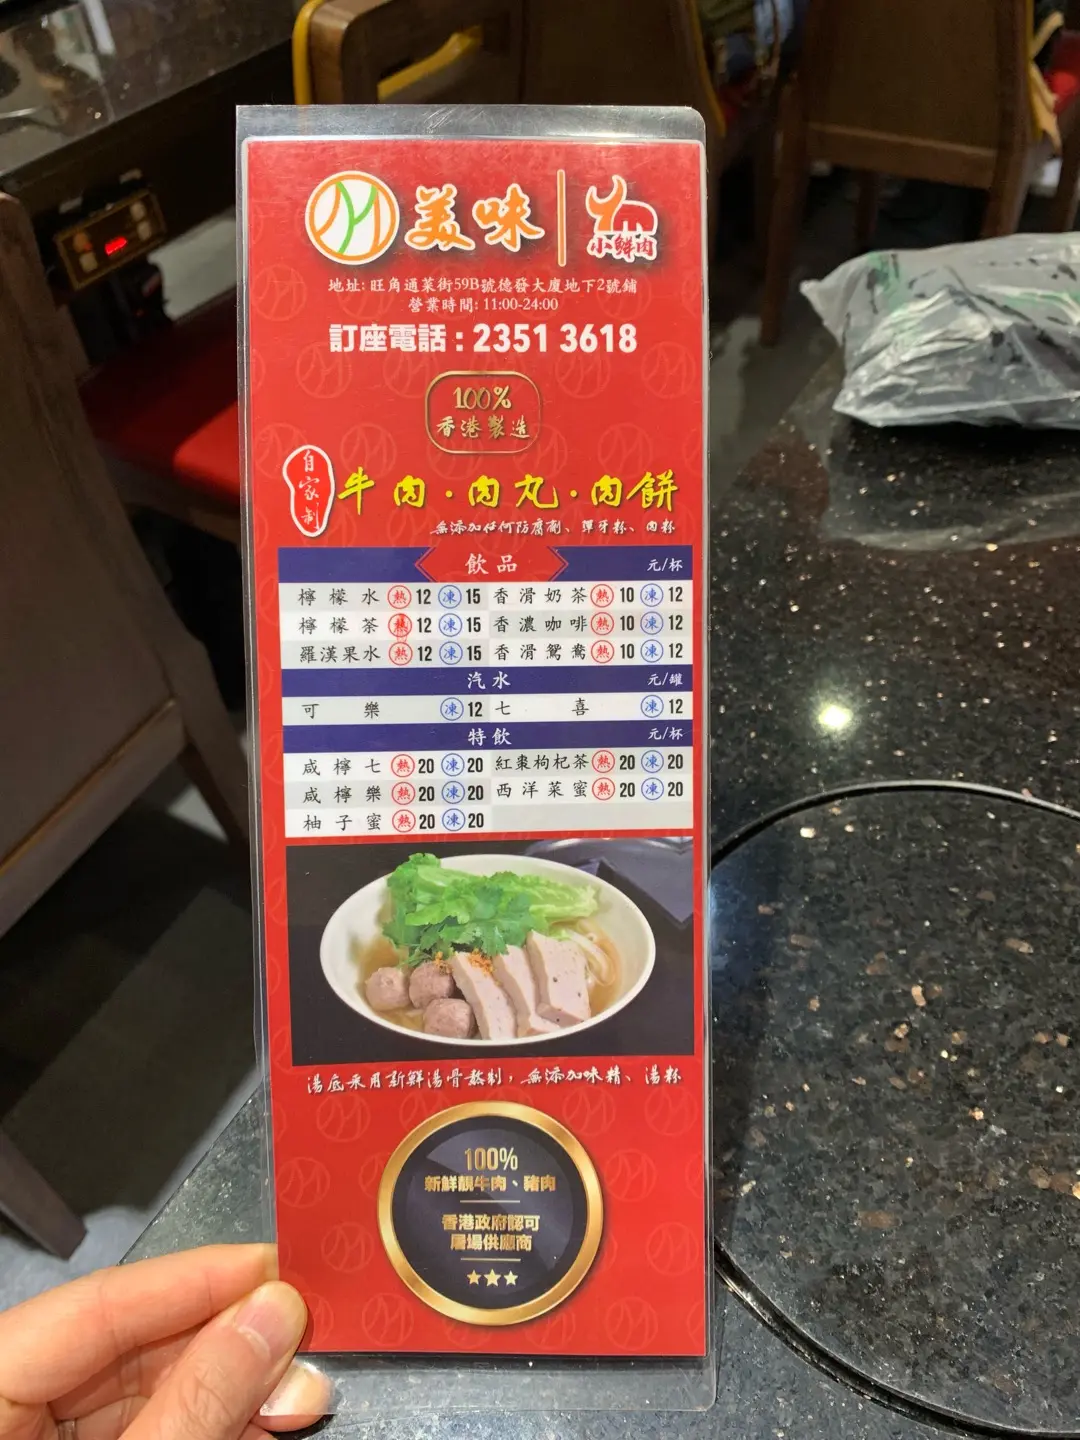 美味
小鮮肉
地址: 旺角通菜街59B號德發大廈地下2號鋪
營業時間: 11:00-24:00
訂座電話 : 2351 3618
100%
香港製造
自家制
牛肉·肉丸·肉餅
無添加任何防腐劑、彈牙粉、肉粉
飲品 元/杯
檸檬水 熱 12 凍 15 香滑奶茶 熱 10 凍 12
檸檬茶 熱 12 凍 15 香濃咖啡 熱 10 凍 12
羅漢果水 熱 12 凍 15 香滑鴛鴦 熱 10 凍 12
汽水 元/罐
可樂 凍 12 七喜 凍 12
特飲 元/杯
咸檸七 熱 20 凍 20 紅棗枸杞茶 熱 20 凍 20
咸檸樂 熱 20 凍 20 西洋菜蜜 熱 20 凍 20
柚子蜜 熱 20 凍 20
湯底采用新鮮湯骨熬制，無添加味精、湯粉
100%
新鮮靚牛肉、豬肉
香港政府認可
屠場供應商